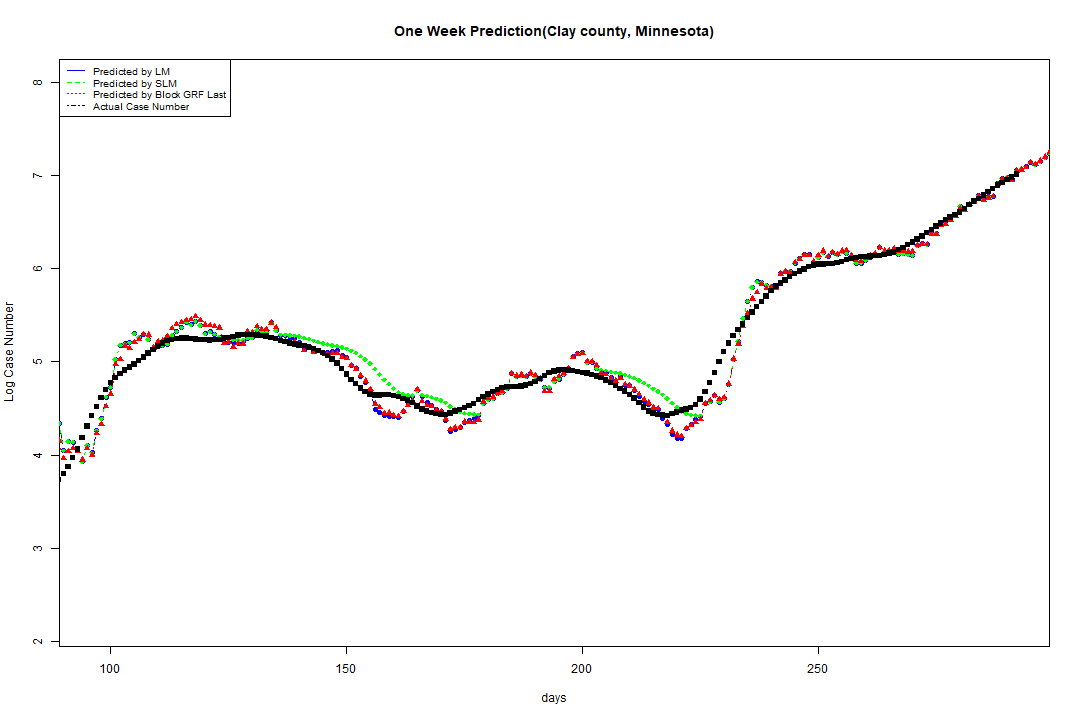 One Week Prediction(Clay county, Minnesota)
Predicted by LM
Predicted by SLM
Predicted by Block GRF Last
Actual Case Number
8
7
6
5
4
3
2
Log Case Number
100 150 200 250
days